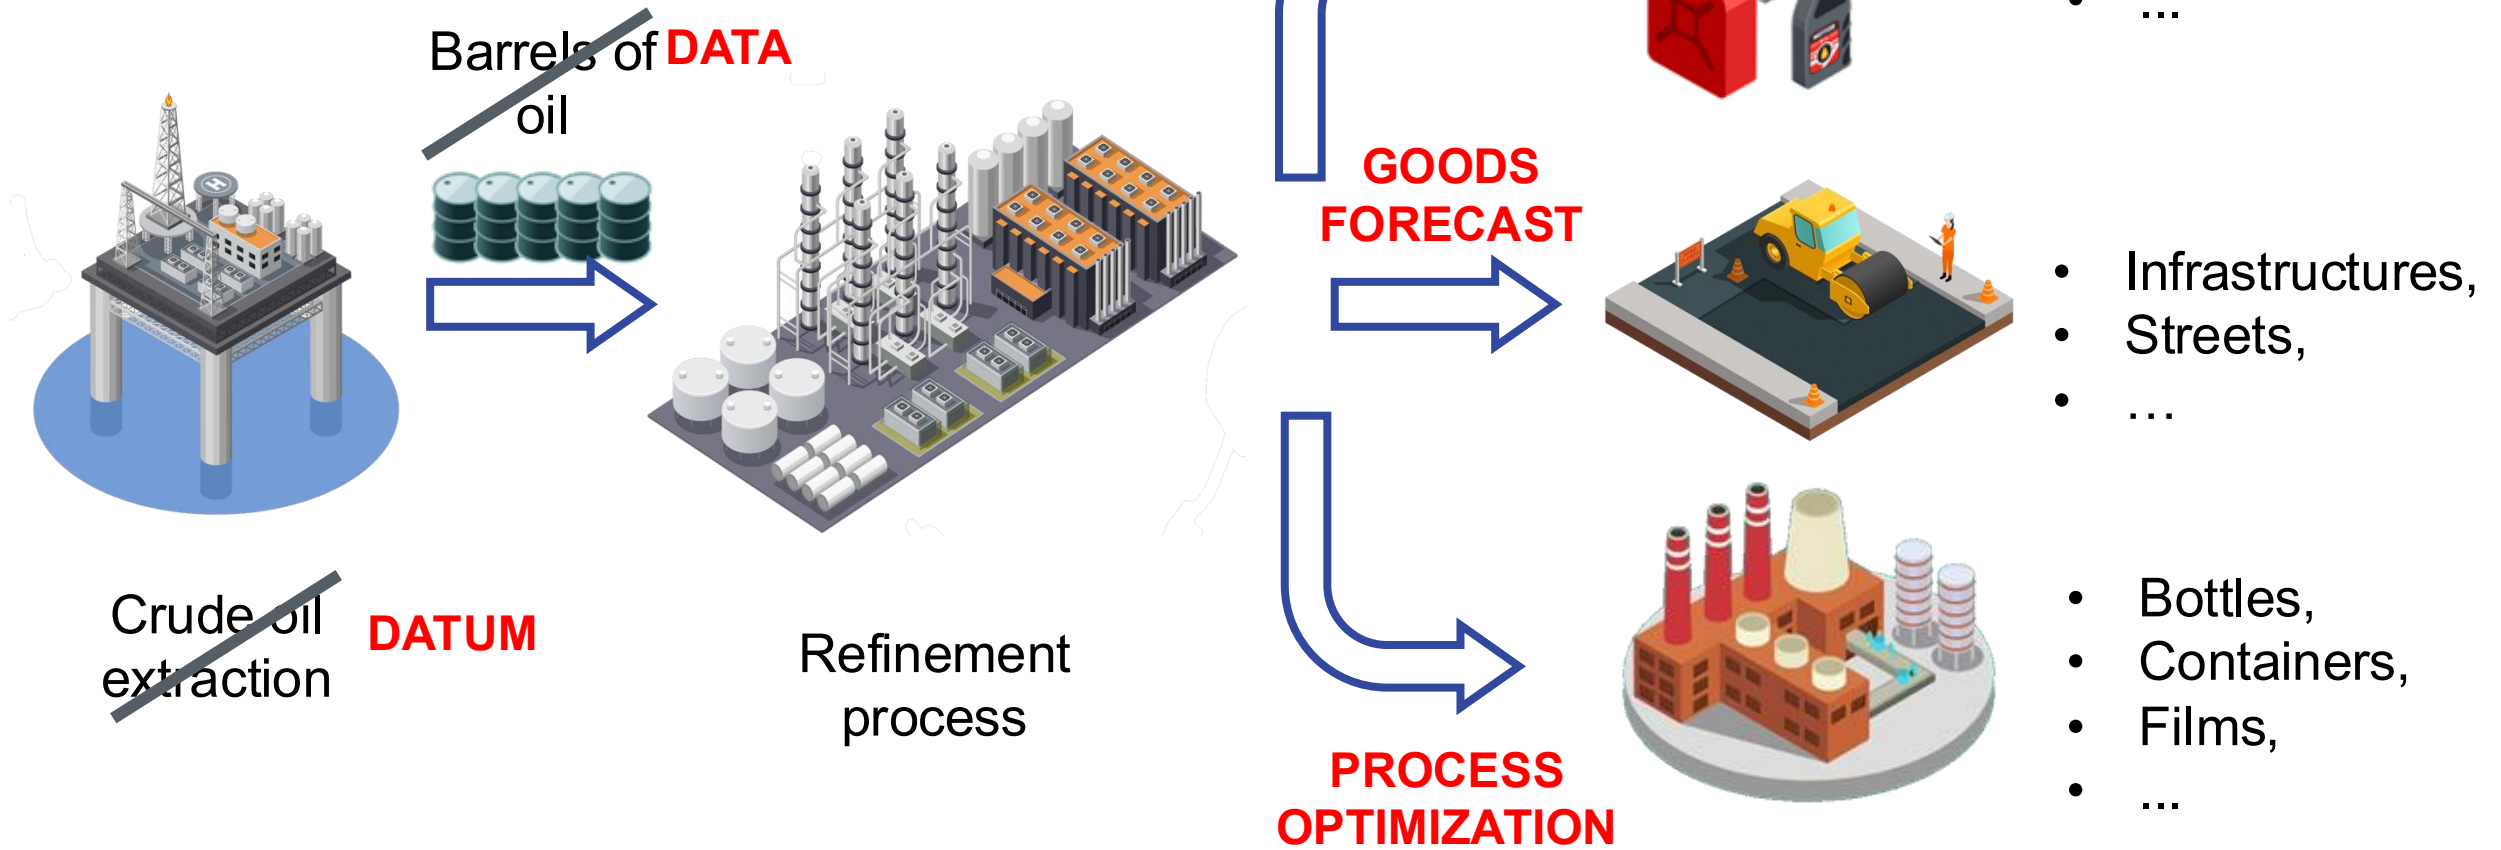 • ...
Barrels of DATA
oil
GOODS
FORECAST
• Infrastructures,
• Streets,
• ...
Crude oil
extraction
DATUM
Refinement
process
• Bottles,
• Containers,
• Films,
• ...
PROCESS
OPTIMIZATION